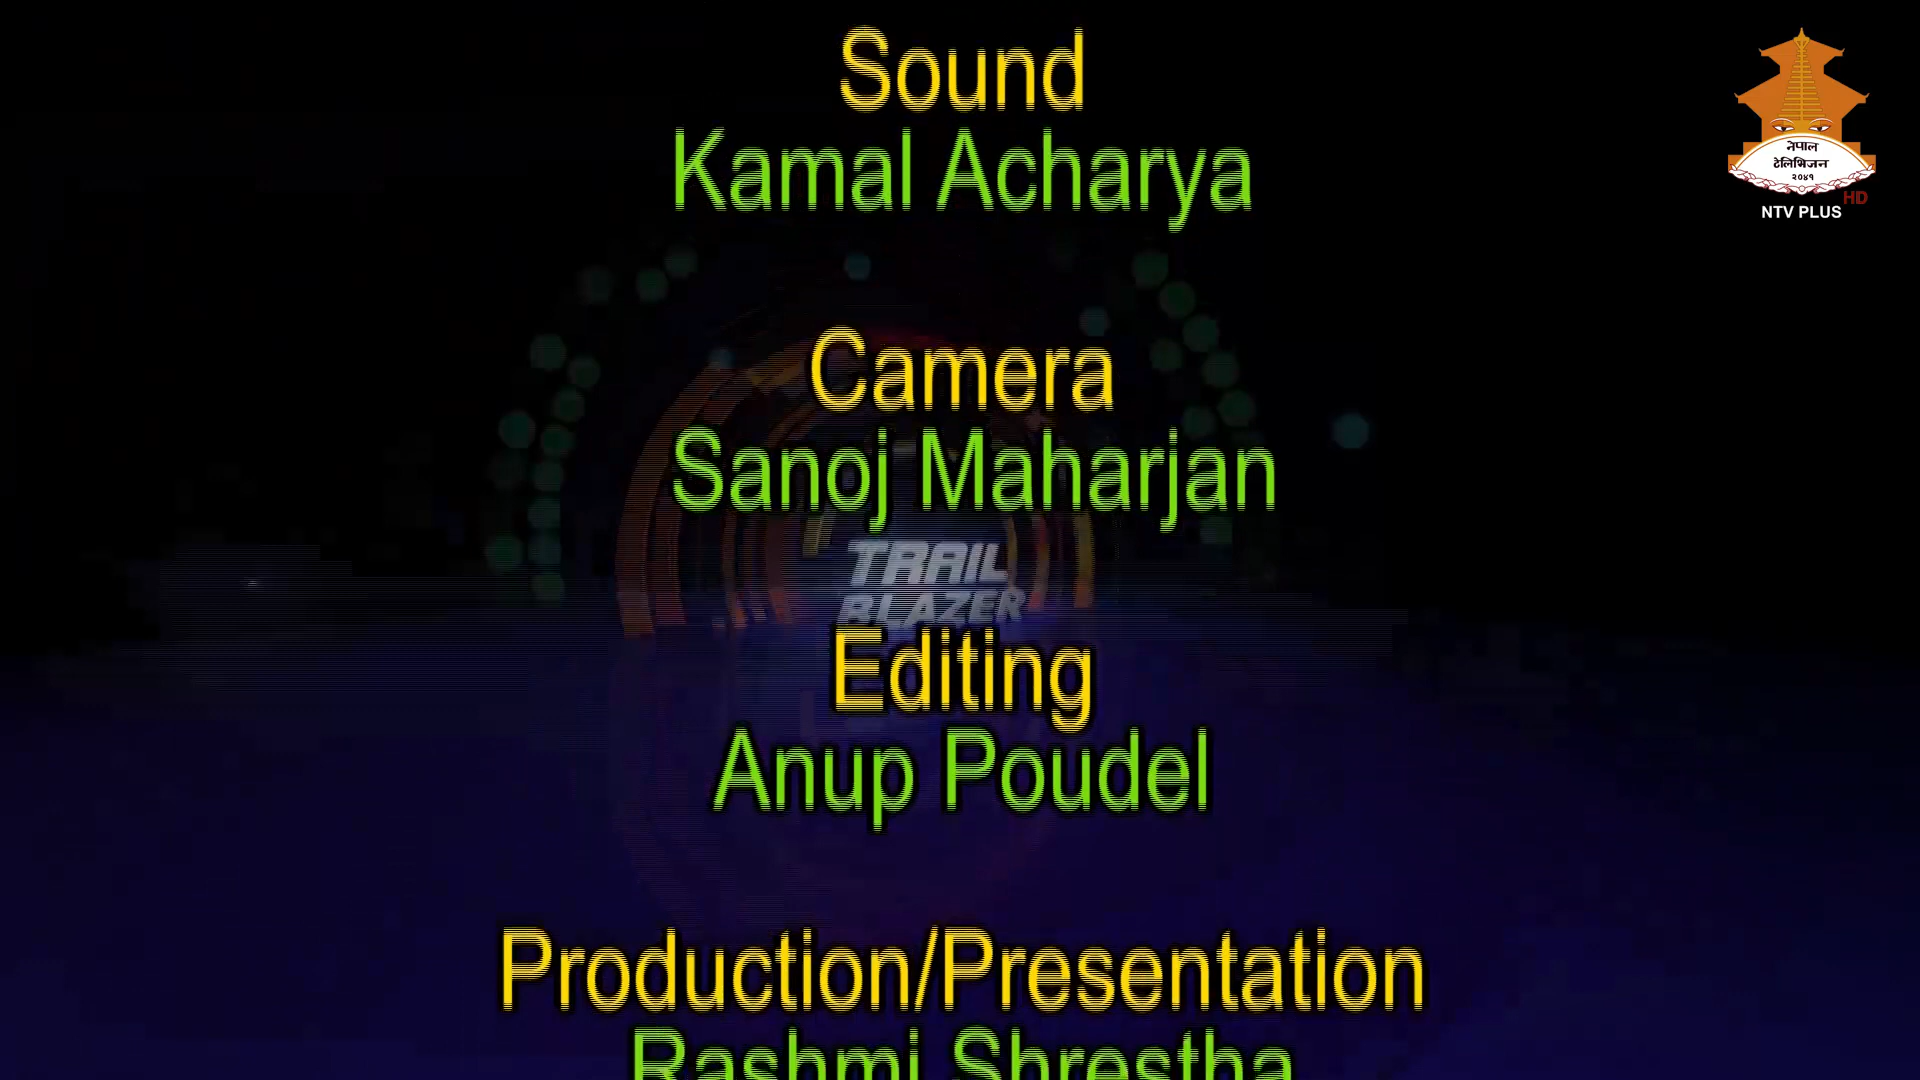 Sound
Kamal Acharya
नेपाल
टेलिभिजन
२०४१
HD
NTV PLUS
Camera
Sanoj Maharjan
TRAIL
BLAZER
Editing
Anup Poudel
Production/Presentation
Rashmi Shrestha